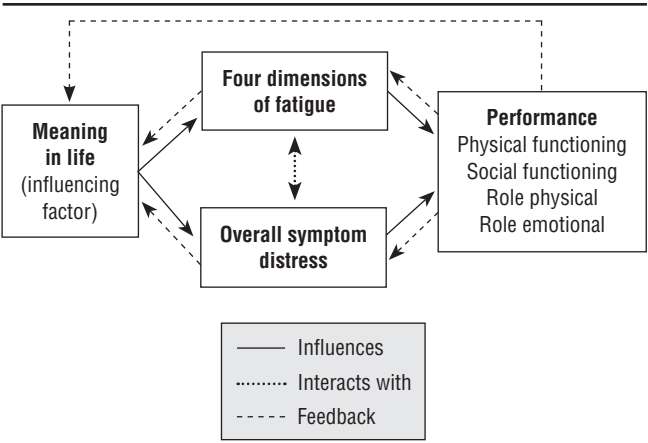 Four dimensions
of fatigue
Meaning
in life
(influencing
factor)
Performance
Physical functioning
Social functioning
Role physical
Role emotional
Overall symptom
distress
Influences
Interacts with
Feedback